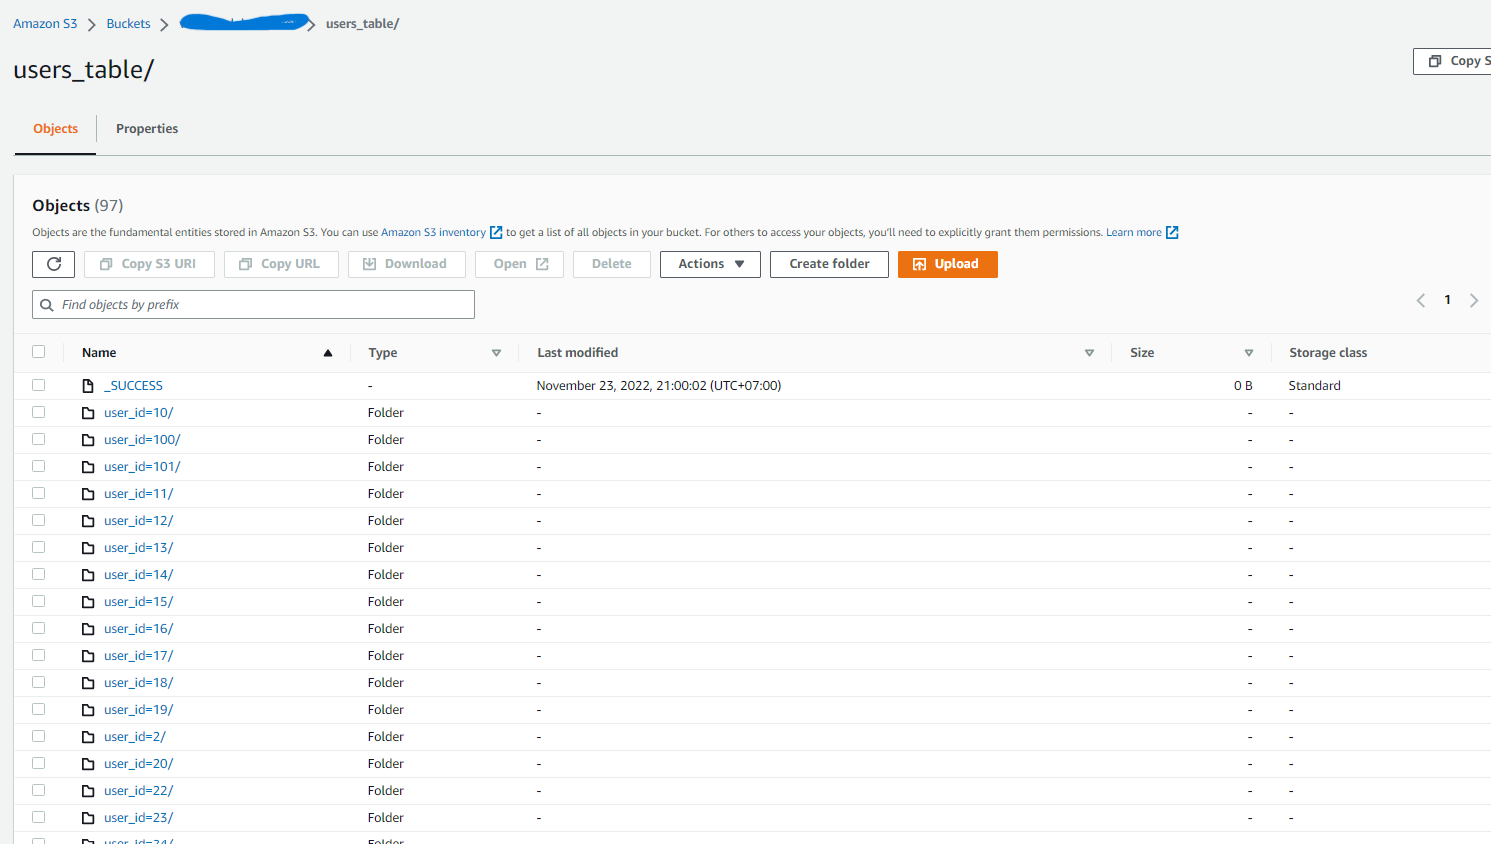 Amazon S3 > Buckets > users_table/
users_table/
Copy S
Objects Properties
Objects (97)
Objects are the fundamental entities stored in Amazon S3. You can use Amazon S3 inventory to get a list of all objects in your bucket. For others to access your objects, you'll need to explicitly grant them permissions. Learn more
Copy S3 URI Copy URL Download Open Delete Actions Create folder Upload
Find objects by prefix
1
Name Type Last modified Size Storage class
_SUCCESS - November 23, 2022, 21:00:02 (UTC+07:00) 0 B Standard
user_id=10/ Folder - - -
user_id=100/ Folder - - -
user_id=101/ Folder - - -
user_id=11/ Folder - - -
user_id=12/ Folder - - -
user_id=13/ Folder - - -
user_id=14/ Folder - - -
user_id=15/ Folder - - -
user_id=16/ Folder - - -
user_id=17/ Folder - - -
user_id=18/ Folder - - -
user_id=19/ Folder - - -
user_id=2/ Folder - - -
user_id=20/ Folder - - -
user_id=22/ Folder - - -
user_id=23/ Folder - - -
user_id=24/ Folder